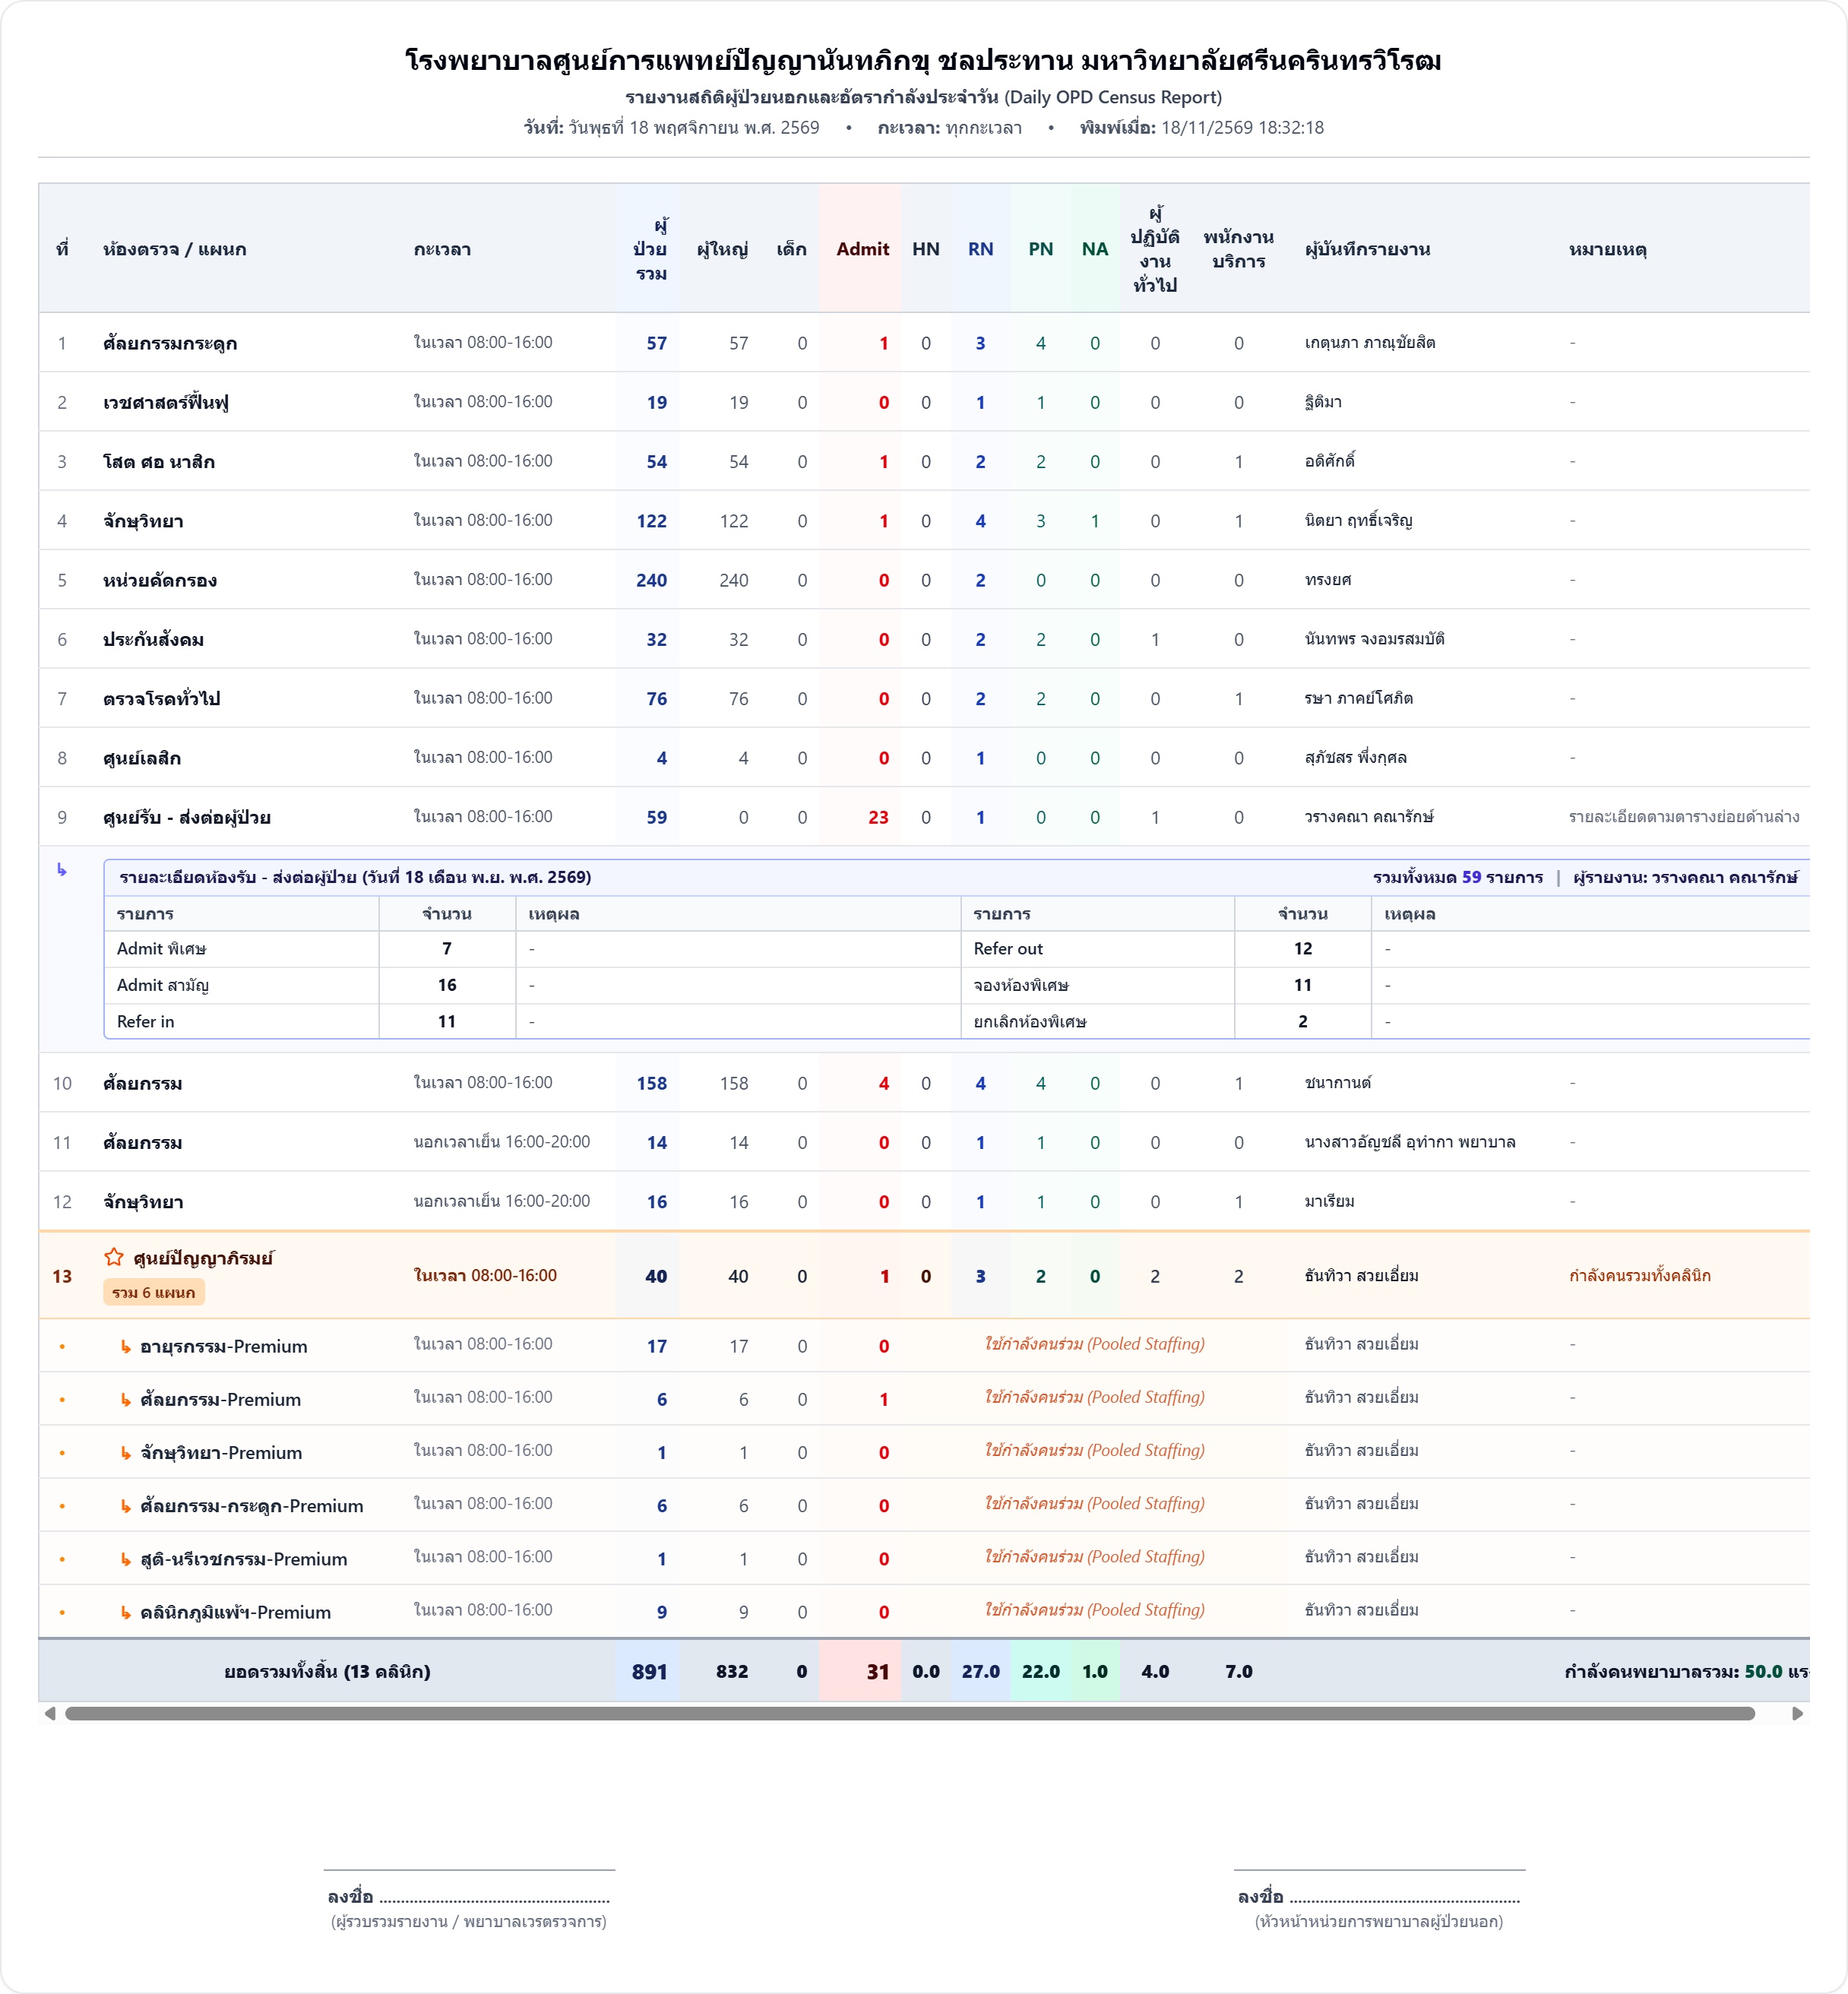 โรงพยาบาลศูนย์การแพทย์ปัญญานันทภิกขุ ชลประทาน มหาวิทยาลัยศรีนครินทรวิโรฒ
รายงานสถิติผู้ป่วยนอกและอัตรากำลังประจำวัน (Daily OPD Census Report)
วันที่: วันพุธที่ 18 พฤศจิกายน พ.ศ. 2569 • กะเวลา: ทุกกะเวลา • พิมพ์เมื่อ: 18/11/2569 18:32:18
ที่ ห้องตรวจ / แผนก กะเวลา ผู้ป่วยรวม ผู้ใหญ่ เด็ก Admit HN RN PN NA ผู้ปฏิบัติงานทั่วไป พนักงานบริการ ผู้บันทึกรายงาน หมายเหตุ
1 ศัลยกรรมกระดูก ในเวลา 08:00-16:00 57 57 0 1 0 3 4 0 0 0 เกตุนภา ภาณุชัยสิต -
2 เวชศาสตร์ฟื้นฟู ในเวลา 08:00-16:00 19 19 0 0 0 1 1 0 0 0 ฐิติมา -
3 โสต ศอ นาสิก ในเวลา 08:00-16:00 54 54 0 1 0 2 2 0 0 1 อดิศักดิ์ -
4 จักษุวิทยา ในเวลา 08:00-16:00 122 122 0 1 0 4 3 1 0 1 นิตยา ฤทธิ์เจริญ -
5 หน่วยคัดกรอง ในเวลา 08:00-16:00 240 240 0 0 0 2 0 0 0 0 ทรงยศ -
6 ประกันสังคม ในเวลา 08:00-16:00 32 32 0 0 0 2 2 0 1 0 นันทพร จงอมรสมบัติ -
7 ตรวจโรคทั่วไป ในเวลา 08:00-16:00 76 76 0 0 0 2 2 0 0 1 รษา ภาคย์โศภิต -
8 ศูนย์เลสิก ในเวลา 08:00-16:00 4 4 0 0 0 1 0 0 0 0 สุภัชสร พึ่งกุศล -
9 ศูนย์รับ - ส่งต่อผู้ป่วย ในเวลา 08:00-16:00 59 0 0 23 0 1 0 0 1 0 วรางคณา คณารักษ์ รายละเอียดตามตารางย่อยด้านล่าง
↳ รายละเอียดห้องรับ - ส่งต่อผู้ป่วย (วันที่ 18 เดือน พ.ย. พ.ศ. 2569) รวมทั้งหมด 59 รายการ | ผู้รายงาน: วรางคณา คณารักษ์
รายการ จำนวน เหตุผล รายการ จำนวน เหตุผล
Admit พิเศษ 7 - Refer out 12 -
Admit สามัญ 16 - จองห้องพิเศษ 11 -
Refer in 11 - ยกเลิกห้องพิเศษ 2 -
10 ศัลยกรรม ในเวลา 08:00-16:00 158 158 0 4 0 4 4 0 0 1 ชนากานต์ -
11 ศัลยกรรม นอกเวลาเย็น 16:00-20:00 14 14 0 0 0 1 1 0 0 0 นางสาวอัญชลี อุทำกา พยาบาล -
12 จักษุวิทยา นอกเวลาเย็น 16:00-20:00 16 16 0 0 0 1 1 0 0 1 มาเรียม -
13 ศูนย์ปัญญาภิรมย์ รวม 6 แผนก ในเวลา 08:00-16:00 40 40 0 1 0 3 2 0 2 2 ธันทิวา สวยเอี่ยม กำลังคนรวมทั้งคลินิก
• ↳ อายุรกรรม-Premium ในเวลา 08:00-16:00 17 17 0 0 ใช้กำลังคนร่วม (Pooled Staffing) ธันทิวา สวยเอี่ยม -
• ↳ ศัลยกรรม-Premium ในเวลา 08:00-16:00 6 6 0 1 ใช้กำลังคนร่วม (Pooled Staffing) ธันทิวา สวยเอี่ยม -
• ↳ จักษุวิทยา-Premium ในเวลา 08:00-16:00 1 1 0 0 ใช้กำลังคนร่วม (Pooled Staffing) ธันทิวา สวยเอี่ยม -
• ↳ ศัลยกรรม-กระดูก-Premium ในเวลา 08:00-16:00 6 6 0 0 ใช้กำลังคนร่วม (Pooled Staffing) ธันทิวา สวยเอี่ยม -
• ↳ สูติ-นรีเวชกรรม-Premium ในเวลา 08:00-16:00 1 1 0 0 ใช้กำลังคนร่วม (Pooled Staffing) ธันทิวา สวยเอี่ยม -
• ↳ คลินิกภูมิแพ้ฯ-Premium ในเวลา 08:00-16:00 9 9 0 0 ใช้กำลังคนร่วม (Pooled Staffing) ธันทิวา สวยเอี่ยม -
ยอดรวมทั้งสิ้น (13 คลินิก) 891 832 0 31 0.0 27.0 22.0 1.0 4.0 7.0 กำลังคนพยาบาลรวม: 50.0
ลงชื่อ ..................................................... ลงชื่อ .....................................................
(ผู้รวบรวมรายงาน / พยาบาลเวรตรวจการ) (หัวหน้าหน่วยการพยาบาลผู้ป่วยนอก)